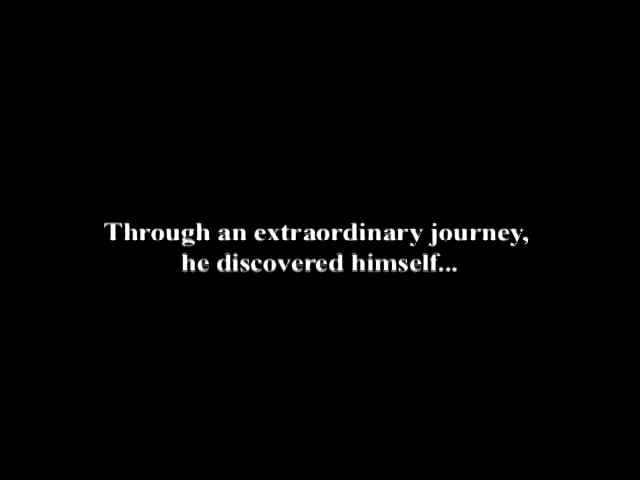 Through an extraordinary journey,
he discovered himself...